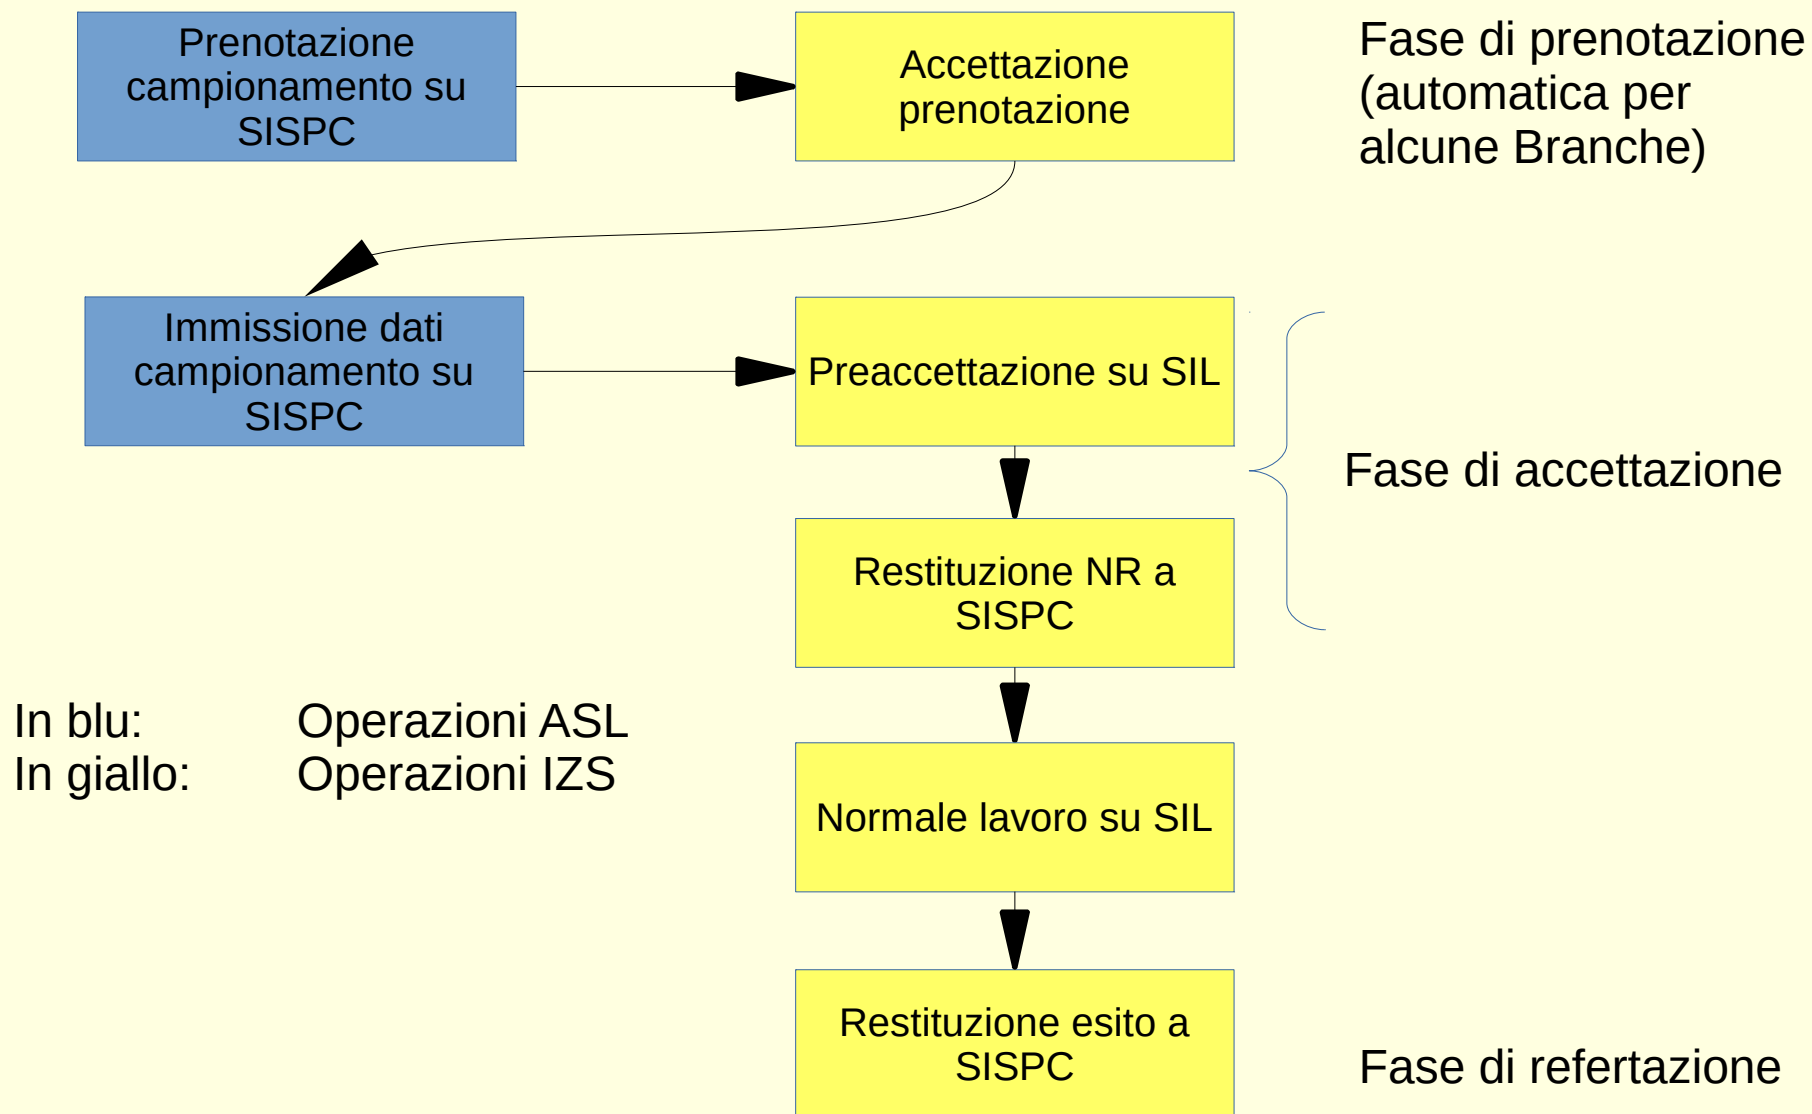 Prenotazione
campionamento su
SISPC
Accettazione
prenotazione
Fase di prenotazione
(automatica per
alcune Branche)
Immissione dati
campionamento su
SISPC
Preaccettazione su SIL
Fase di accettazione
Restituzione NR a
SISPC
In blu: Operazioni ASL
In giallo: Operazioni IZS
Normale lavoro su SIL
Restituzione esito a
SISPC
Fase di refertazione